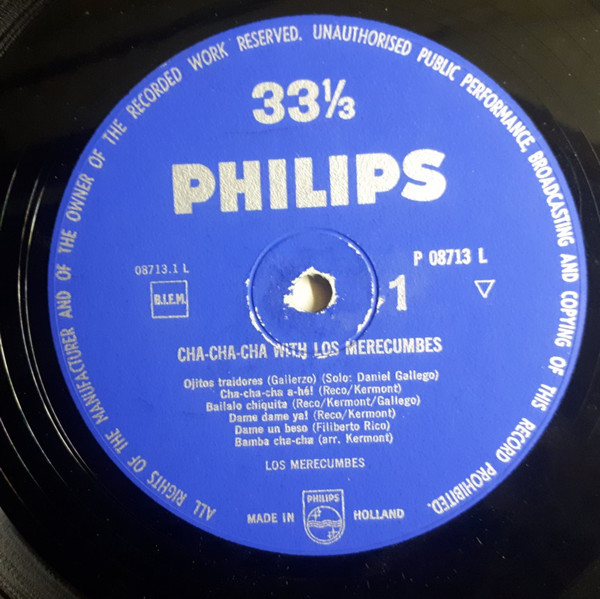 ALL RIGHTS OF THE MANUFACTURER AND OF THE OWNER OF THE RECORDED WORK RESERVED. UNAUTHORISED PUBLIC PERFORMANCE, BROADCASTING AND COPYING OF THIS RECORD PROHIBITED.
33⅓
PHILIPS
08713.1 L
P 08713 L
B.I.E.M.
1
CHA-CHA-CHA WITH LOS MERECUMBES
Ojitos traidores (Gallerzo) (Solo: Daniel Gallego)
Cha-cha-cha a-hé! (Reco/Kermont)
Bailalo chiquita (Reco/Kermont/Gallego)
Dame dame ya! (Reco/Kermont)
Dame un beso (Filiberto Rico)
Bamba cha-cha (arr. Kermont)
LOS MERECUMBES
PHILIPS
MADE IN HOLLAND